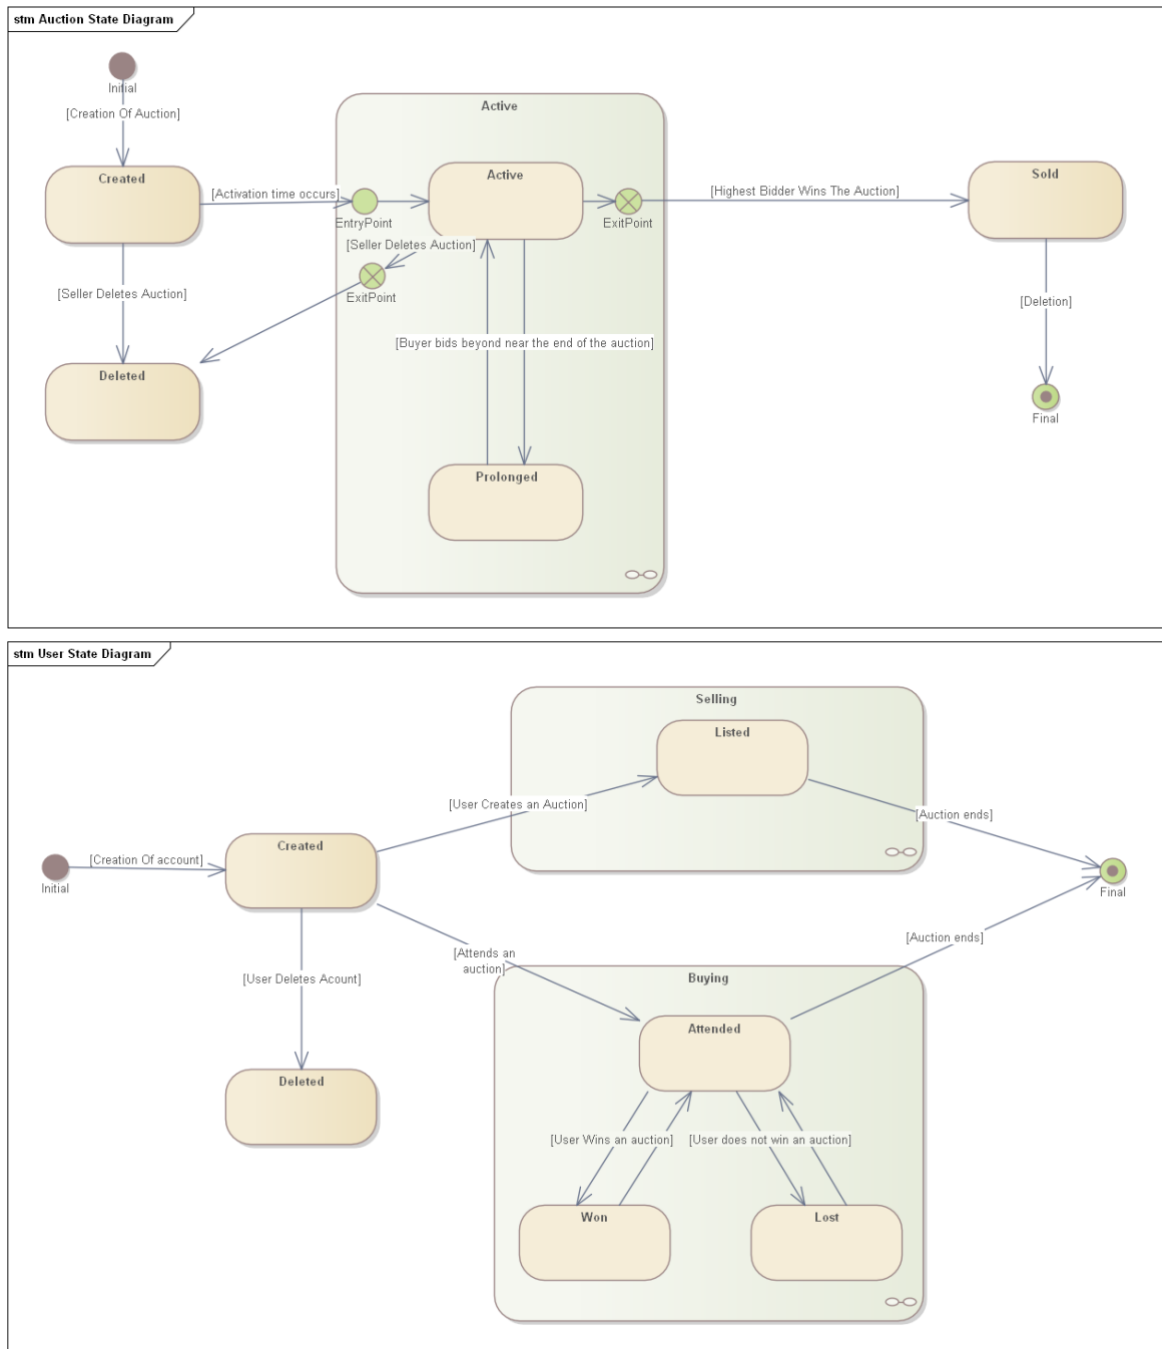 stm Auction State Diagram
Initial
[Creation Of Auction]
Active
Created
Active
Sold
[Activation time occurs]
[Highest Bidder Wins The Auction]
EntryPoint
ExitPoint
[Seller Deletes Auction]
[Seller Deletes Auction]
ExitPoint
[Deletion]
[Buyer bids beyond near the end of the auction]
Deleted
Final
Prolonged
stm User State Diagram
Selling
Listed
[User Creates an Auction]
[Auction ends]
Created
[Creation Of account]
Initial
Final
[Auction ends]
[Attends an
auction]
[User Deletes Acount]
Buying
Attended
Deleted
[User Wins an auction]
[User does not win an auction]
Won
Lost